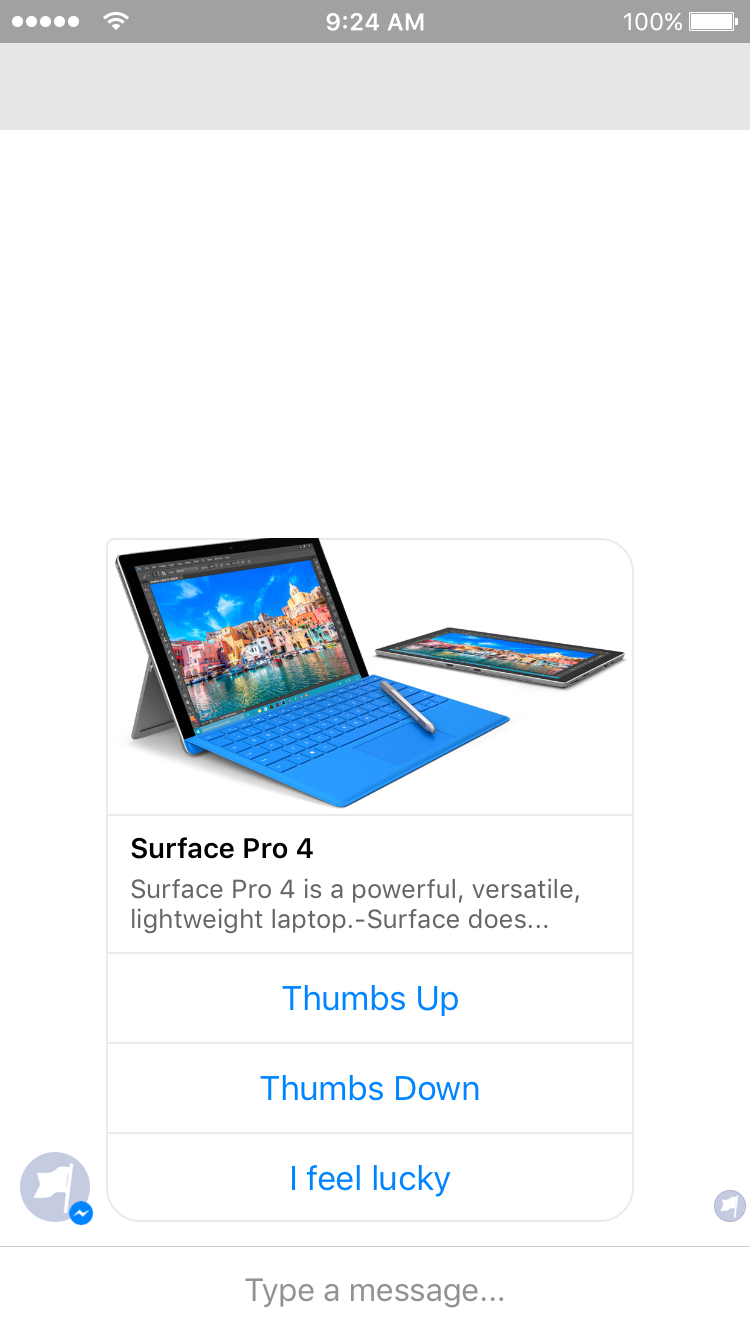 9:24 AM 100%
Surface Pro 4
Surface Pro 4 is a powerful, versatile,
lightweight laptop.-Surface does...
Thumbs Up
Thumbs Down
I feel lucky
Type a message...